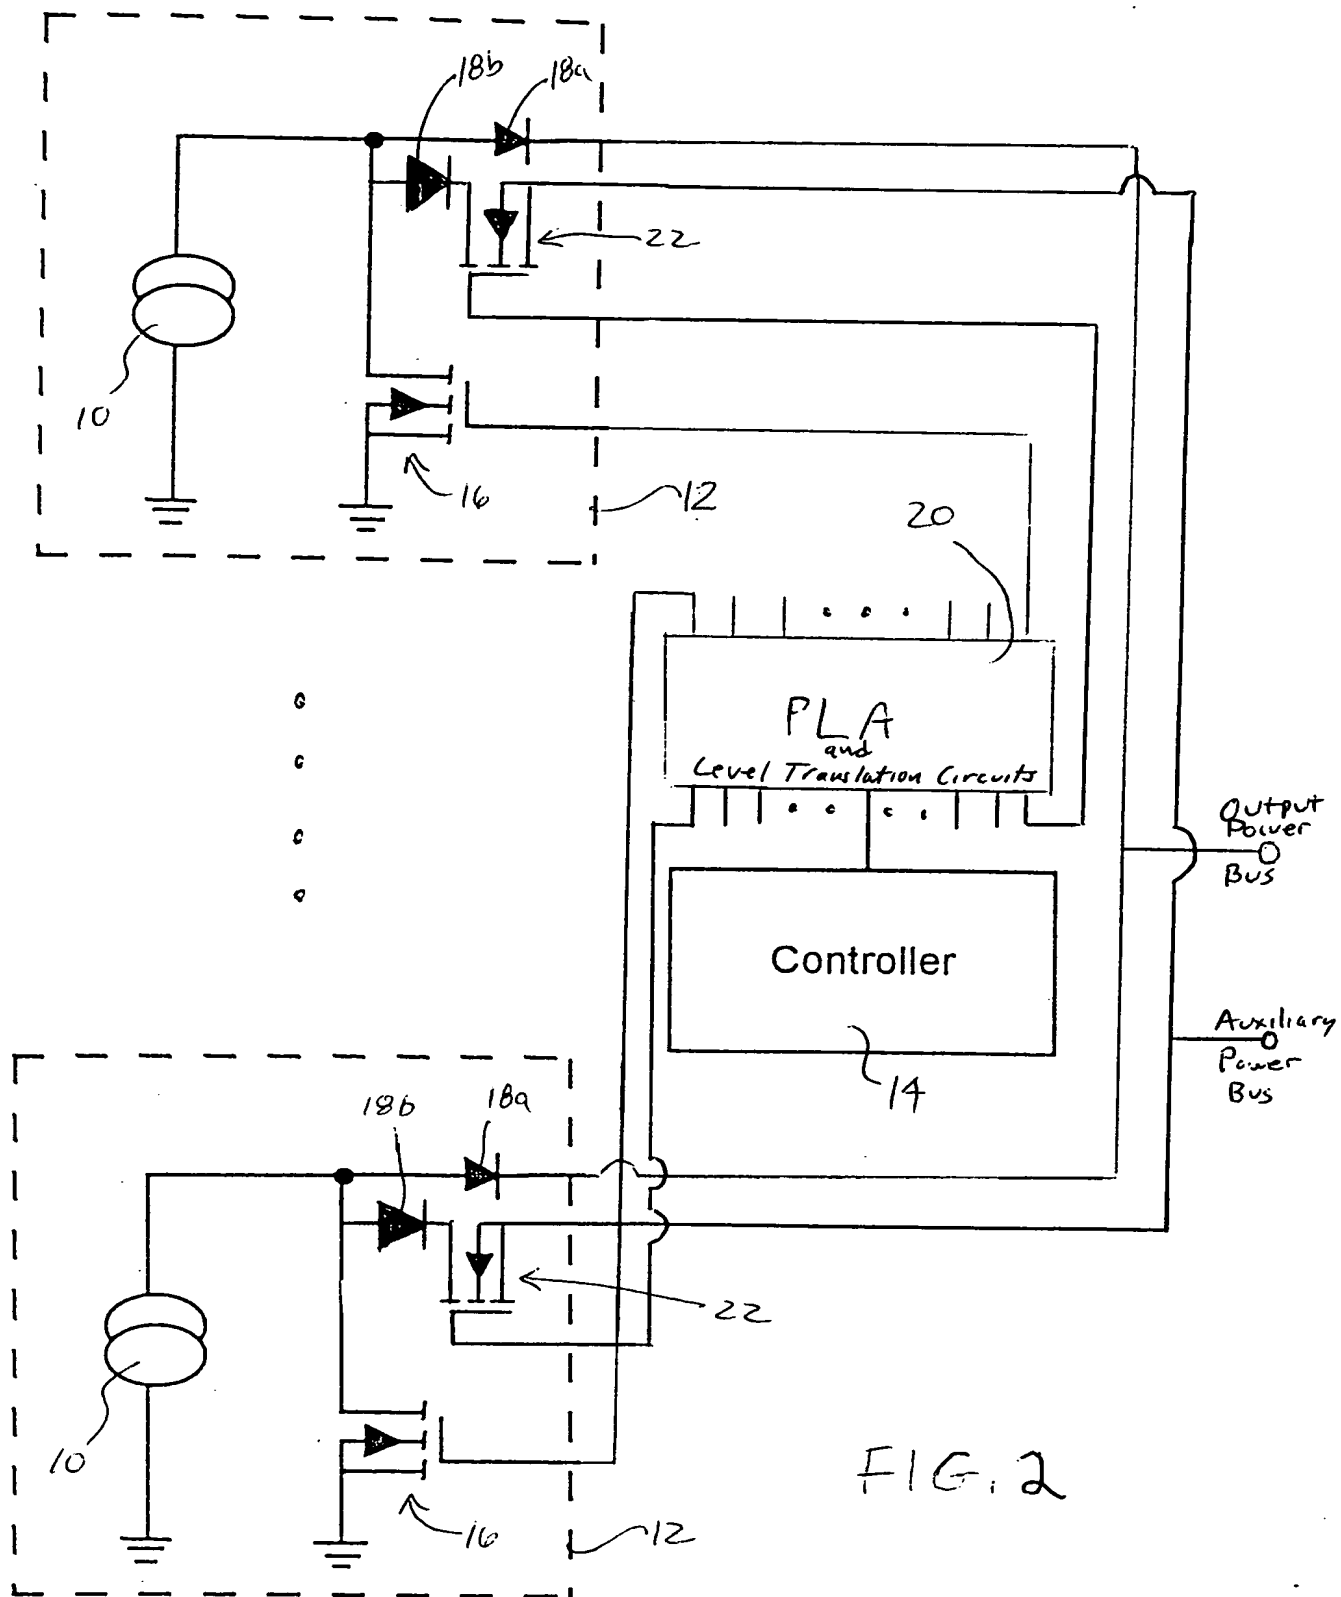 18b
18a
22
10
16
12
20
PLA
and
Level Translation Circuits
Output
Power
Bus
Controller
14
Auxiliary
Power
Bus
18b
18a
22
10
16
12
FIG. 2